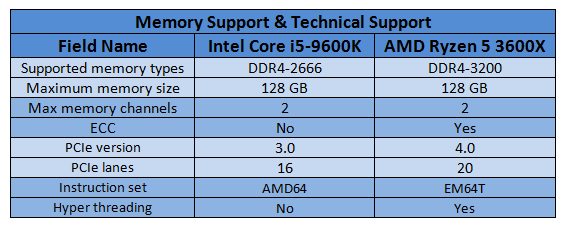 Memory Support & Technical Support
Field Name Intel Core i5-9600K AMD Ryzen 5 3600X
Supported memory types DDR4-2666 DDR4-3200
Maximum memory size 128 GB 128 GB
Max memory channels 2 2
ECC No Yes
PCIe version 3.0 4.0
PCIe lanes 16 20
Instruction set AMD64 EM64T
Hyper threading No Yes